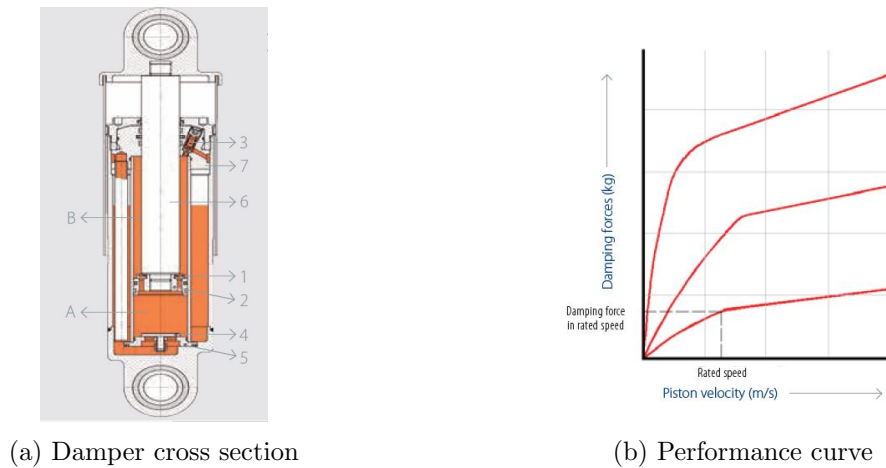 3
7
B
6
1
2
A
4
5
Damping forces (kg)
Damping force
in rated speed
Rated speed
Piston velocity (m/s)
(a) Damper cross section
(b) Performance curve